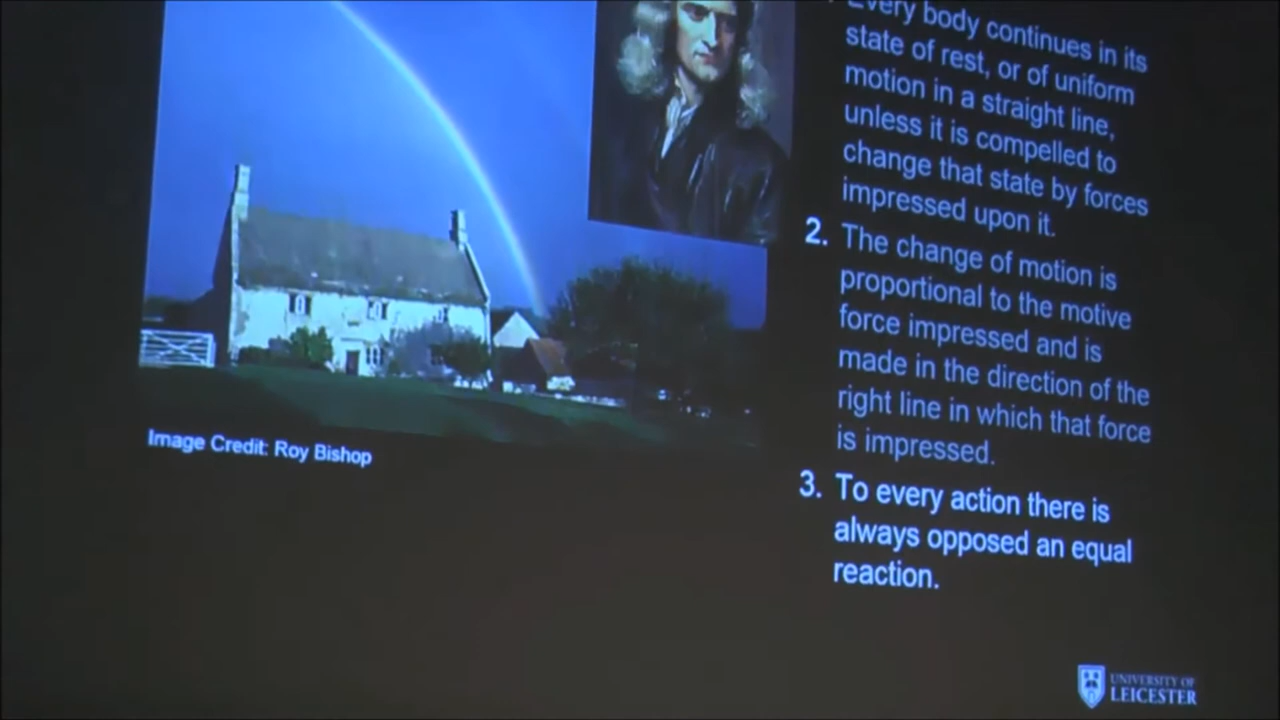 Every body continues in its
state of rest, or of uniform
motion in a straight line,
unless it is compelled to
change that state by forces
impressed upon it.
2. The change of motion is
proportional to the motive
force impressed and is
made in the direction of the
right line in which that force
is impressed.
3. To every action there is
always opposed an equal
reaction.
Image Credit: Roy Bishop
UNIVERSITY OF
LEICESTER